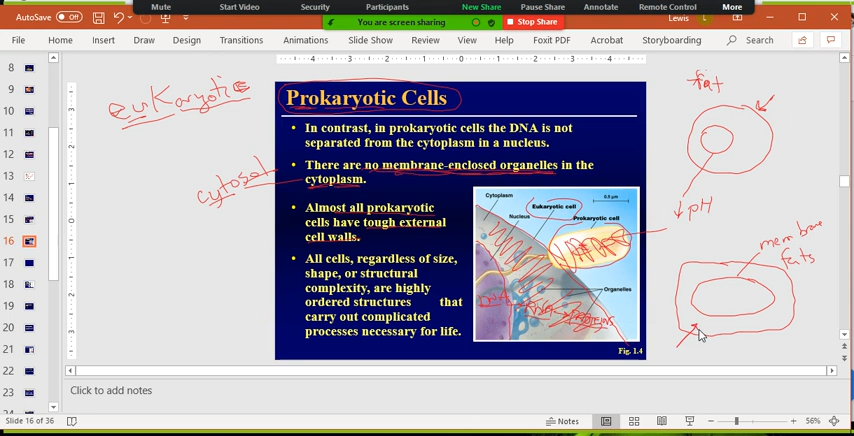 Mute Start Video Security Participants New Share Pause Share Annotate Remote Control More
AutoSave Off You are screen sharing Stop Share Lewis L
File Home Insert Draw Design Transitions Animations Slide Show Review View Help Foxit PDF Acrobat Storyboarding Search
8
9
10
11
12
13
14
15
16
17
18
19
20
21
22
23
24
eukaryotic
cytosol
Prokaryotic Cells
• In contrast, in prokaryotic cells the DNA is not
separated from the cytoplasm in a nucleus.
• There are no membrane-enclosed organelles in the
cytoplasm.
• Almost all prokaryotic
cells have tough external
cell walls.
• All cells, regardless of size,
shape, or structural
complexity, are highly
ordered structures that
carry out complicated
processes necessary for life.
Cytoplasm
Eukaryotic cell
0.5 µm
Nucleus
Prokaryotic cell
Organelles
DNA RNA PROTEINS
Fig. 1.4
fat
↓ pH
membrane
fats
Click to add notes
Slide 16 of 36 Notes 56%